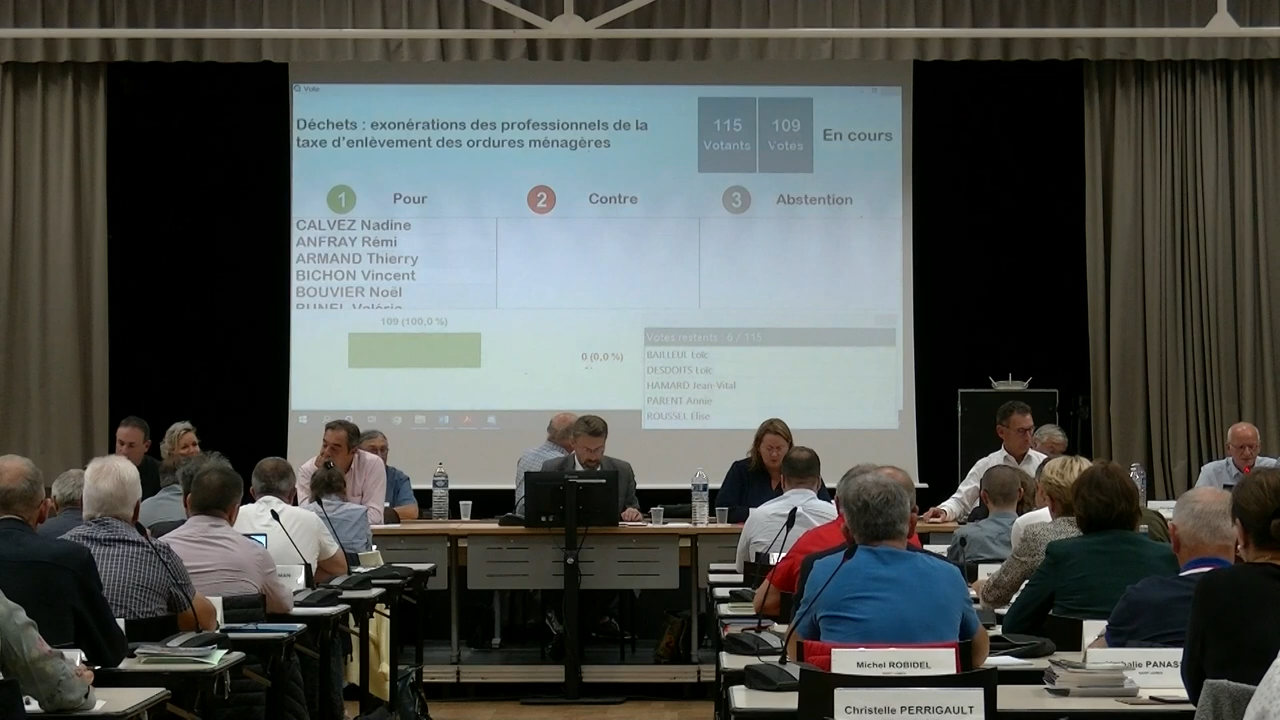 Vote
Déchets : exonérations des professionnels de la
taxe d'enlèvement des ordures ménagères
115
Votants
109
Votes
En cours
1 Pour
2 Contre
3 Abstention
CALVEZ Nadine
ANFRAY Rémi
ARMAND Thierry
BICHON Vincent
BOUVIER Noël
BUNEL Valérie
109 (100,0 %)
0 (0,0 %)
Votes restants : 6 / 115
BAILLEUL Loïc
DESDOITS Loïc
HAMARD Jean-Vital
PARENT Annie
ROUSSEL Elise
Michel ROBIDEL
Christelle PERRIGAULT